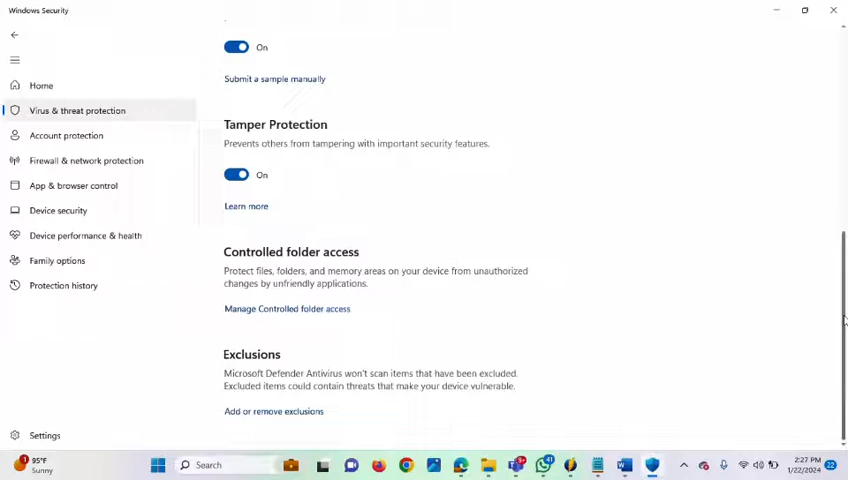 Windows Security
Home
Virus & threat protection
Account protection
Firewall & network protection
App & browser control
Device security
Device performance & health
Family options
Protection history
Settings
On
Submit a sample manually
Tamper Protection
Prevents others from tampering with important security features.
On
Learn more
Controlled folder access
Protect files, folders, and memory areas on your device from unauthorized
changes by unfriendly applications.
Manage Controlled folder access
Exclusions
Microsoft Defender Antivirus won't scan items that have been excluded.
Excluded items could contain threats that make your device vulnerable.
Add or remove exclusions
1
95°F
Sunny
Search
9+
41
W
2:27 PM
1/22/2024
22